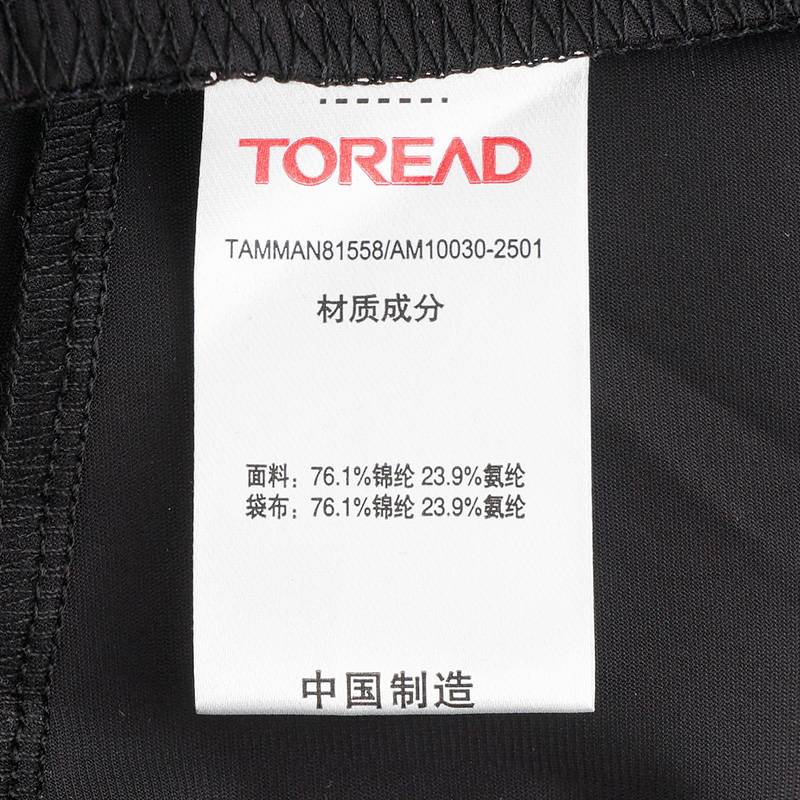 TOREAD
TAMMAN81558/AM10030-2501
材质成分
面料：76.1%锦纶 23.9%氨纶
袋布：76.1%锦纶 23.9%氨纶
中国制造